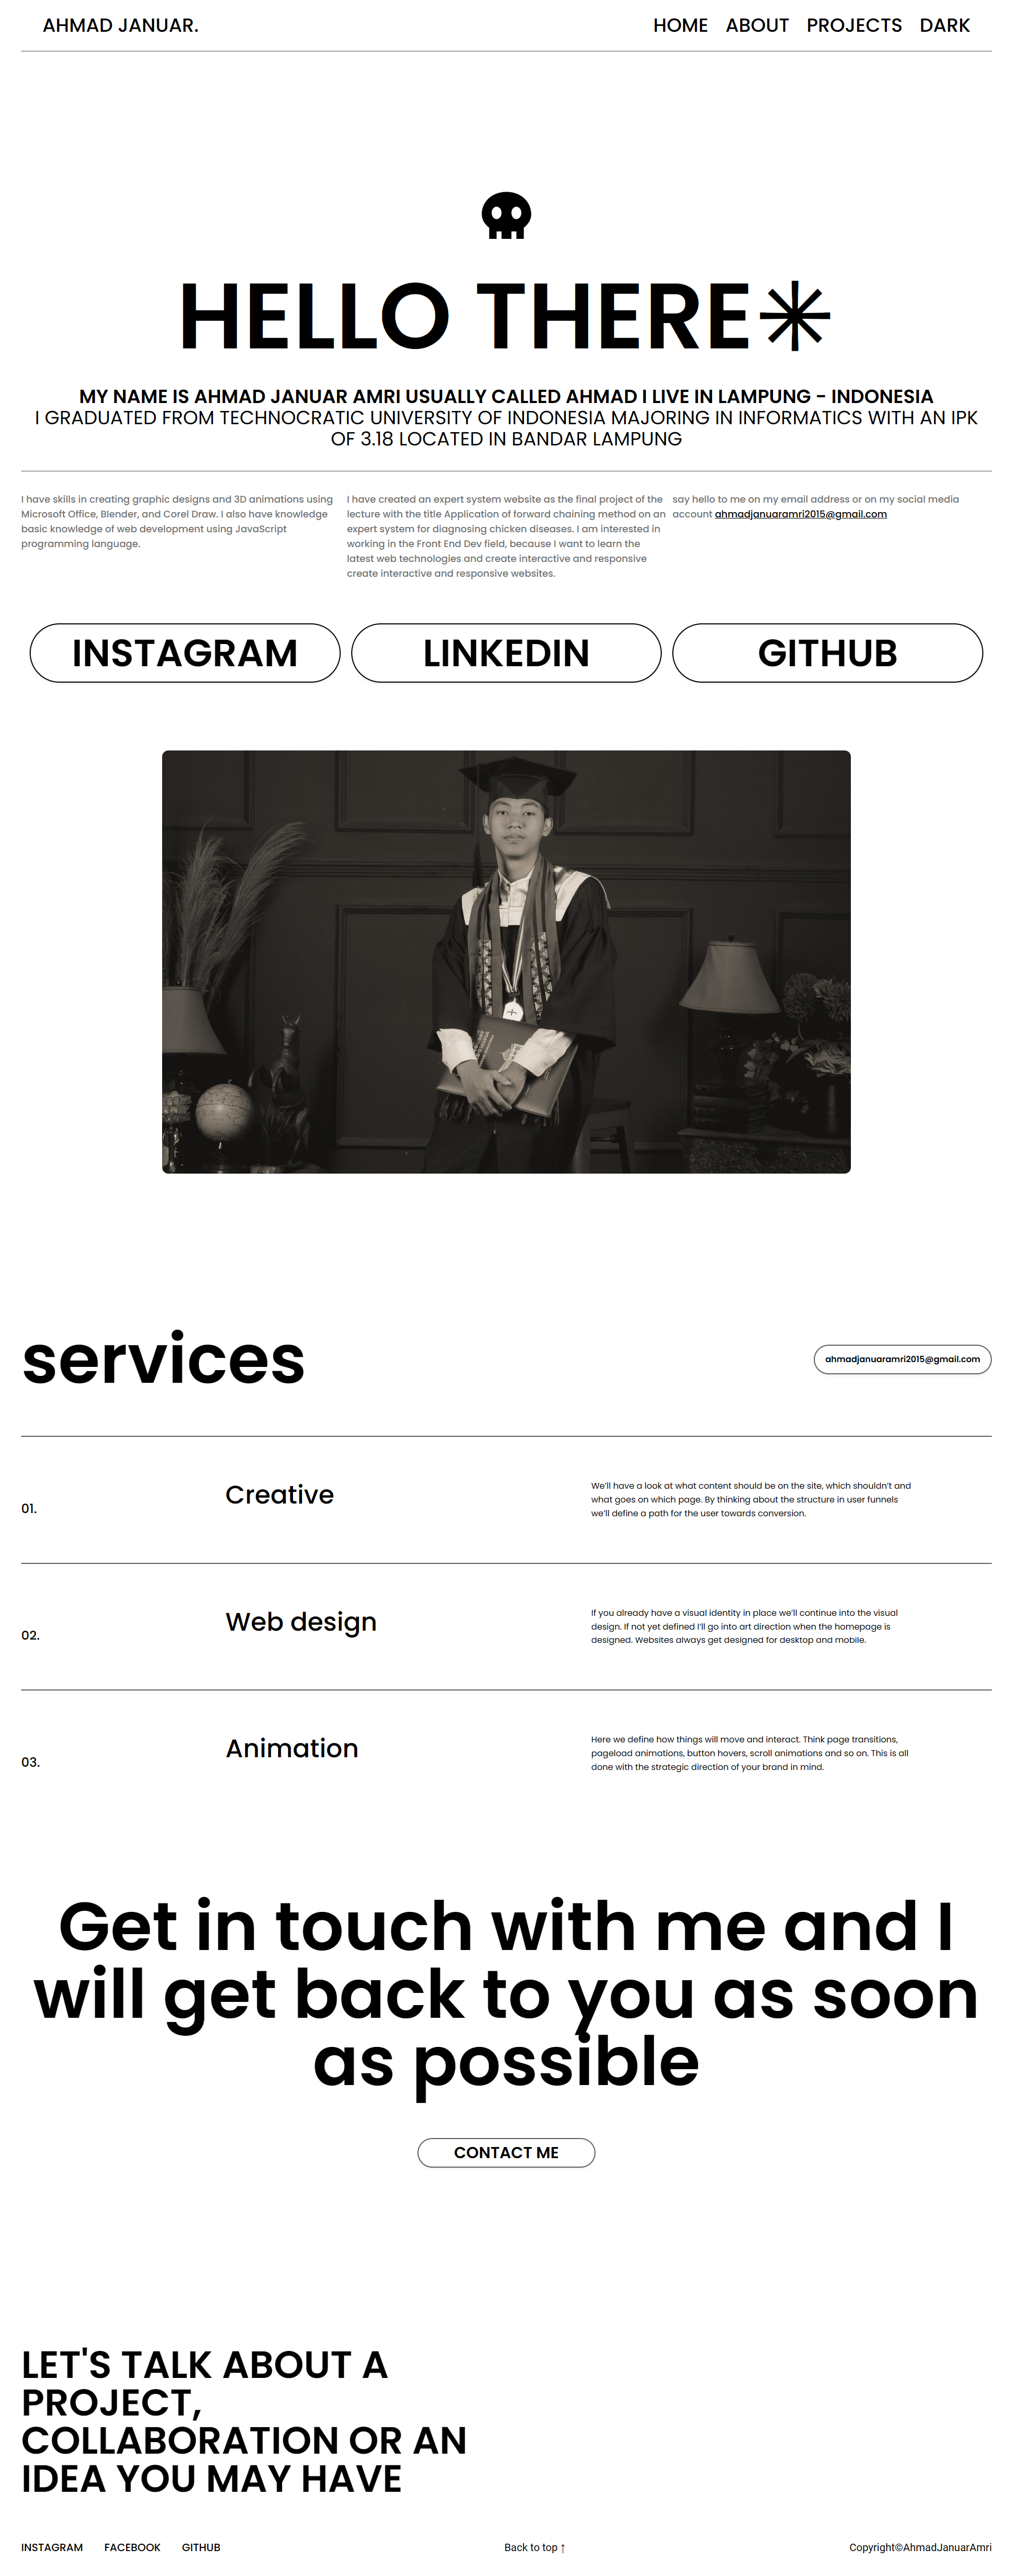 AHMAD JANUAR.
HOME ABOUT PROJECTS DARK
HELLO THERE✳
MY NAME IS AHMAD JANUAR AMRI USUALLY CALLED AHMAD I LIVE IN LAMPUNG - INDONESIA
I GRADUATED FROM TECHNOCRATIC UNIVERSITY OF INDONESIA MAJORING IN INFORMATICS WITH AN IPK
OF 3.18 LOCATED IN BANDAR LAMPUNG
I have skills in creating graphic designs and 3D animations using
Microsoft Office, Blender, and Corel Draw. I also have knowledge
basic knowledge of web development using JavaScript
programming language.
I have created an expert system website as the final project of the
lecture with the title Application of forward chaining method on an
expert system for diagnosing chicken diseases. I am interested in
working in the Front End Dev field, because I want to learn the
latest web technologies and create interactive and responsive
create interactive and responsive websites.
say hello to me on my email address or on my social media
account ahmadjanuaramri2015@gmail.com
INSTAGRAM
LINKEDIN
GITHUB
services
ahmadjanuaramri2015@gmail.com
01.
Creative
We'll have a look at what content should be on the site, which shouldn't and
what goes on which page. By thinking about the structure in user funnels
we'll define a path for the user towards conversion.
02.
Web design
If you already have a visual identity in place we'll continue into the visual
design. If not yet defined I'll go into art direction when the homepage is
designed. Websites always get designed for desktop and mobile.
03.
Animation
Here we define how things will move and interact. Think page transitions,
pageload animations, button hovers, scroll animations and so on. This is all
done with the strategic direction of your brand in mind.
Get in touch with me and I
will get back to you as soon
as possible
CONTACT ME
LET'S TALK ABOUT A
PROJECT,
COLLABORATION OR AN
IDEA YOU MAY HAVE
INSTAGRAM FACEBOOK GITHUB
Back to top ↑
Copyright©AhmadJanuarAmri